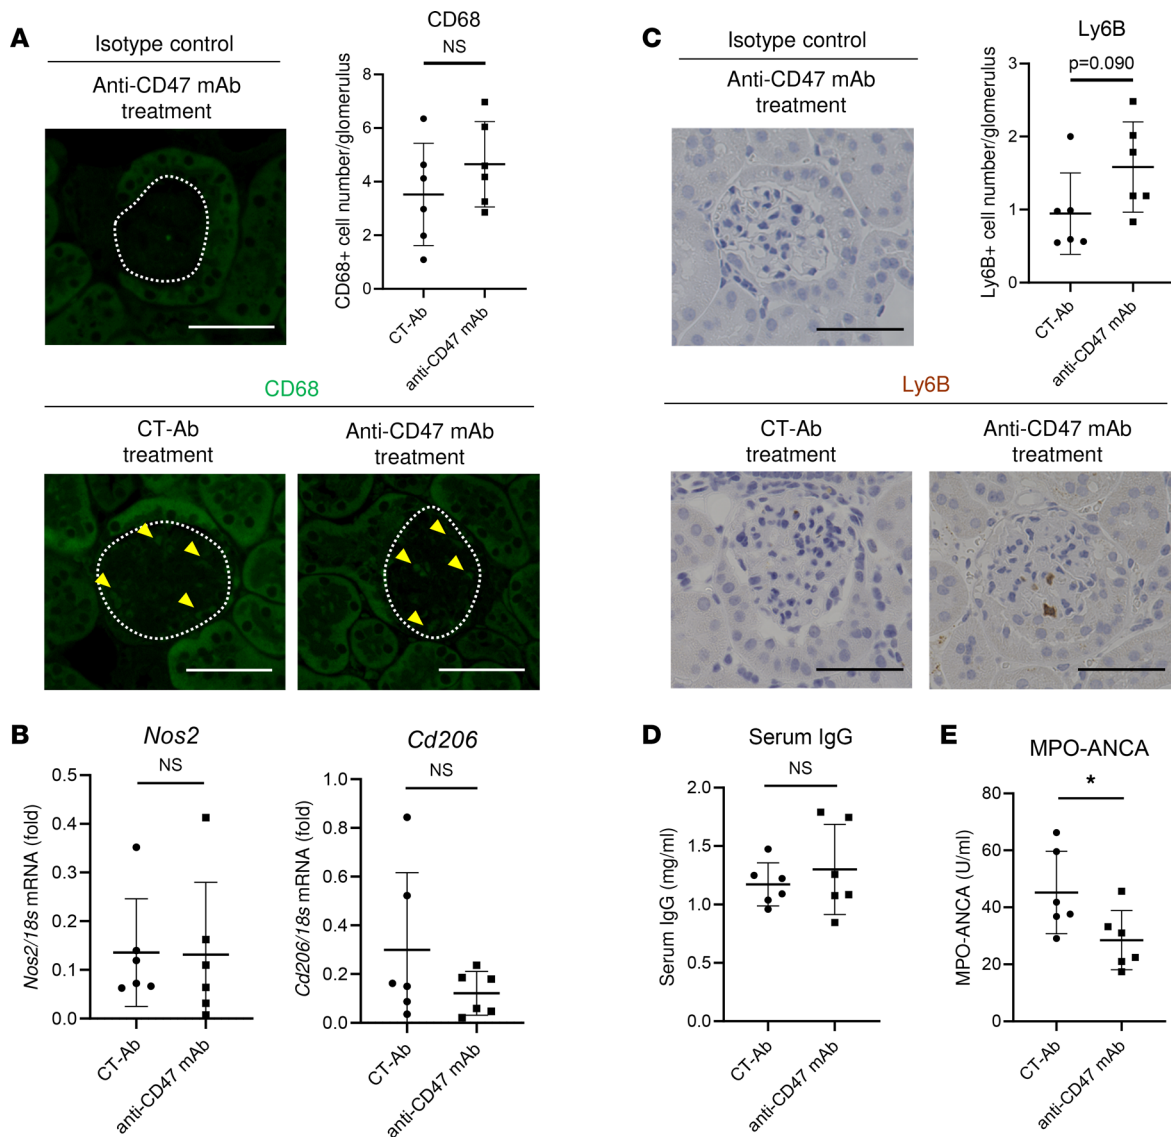 A
Isotype control
Anti-CD47 mAb
treatment
CD68
NS
CD68+ cell number/glomerulus
8
6
4
2
0
CT-Ab
anti-CD47 mAb
CD68
CT-Ab
treatment
Anti-CD47 mAb
treatment
B
Nos2
NS
Nos2/18s mRNA (fold)
0.5
0.4
0.3
0.2
0.1
0.0
CT-Ab
anti-CD47 mAb
Cd206
NS
Cd206/18s mRNA (fold)
1.0
0.8
0.6
0.4
0.2
0.0
CT-Ab
anti-CD47 mAb
C
Isotype control
Anti-CD47 mAb
treatment
Ly6B
p=0.090
Ly6B+ cell number/glomerulus
3
2
1
0
CT-Ab
anti-CD47 mAb
Ly6B
CT-Ab
treatment
Anti-CD47 mAb
treatment
D
Serum IgG
NS
Serum IgG (mg/ml)
2.0
1.5
1.0
0.5
0.0
CT-Ab
anti-CD47 mAb
E
MPO-ANCA
*
MPO-ANCA (U/ml)
80
60
40
20
0
CT-Ab
anti-CD47 mAb